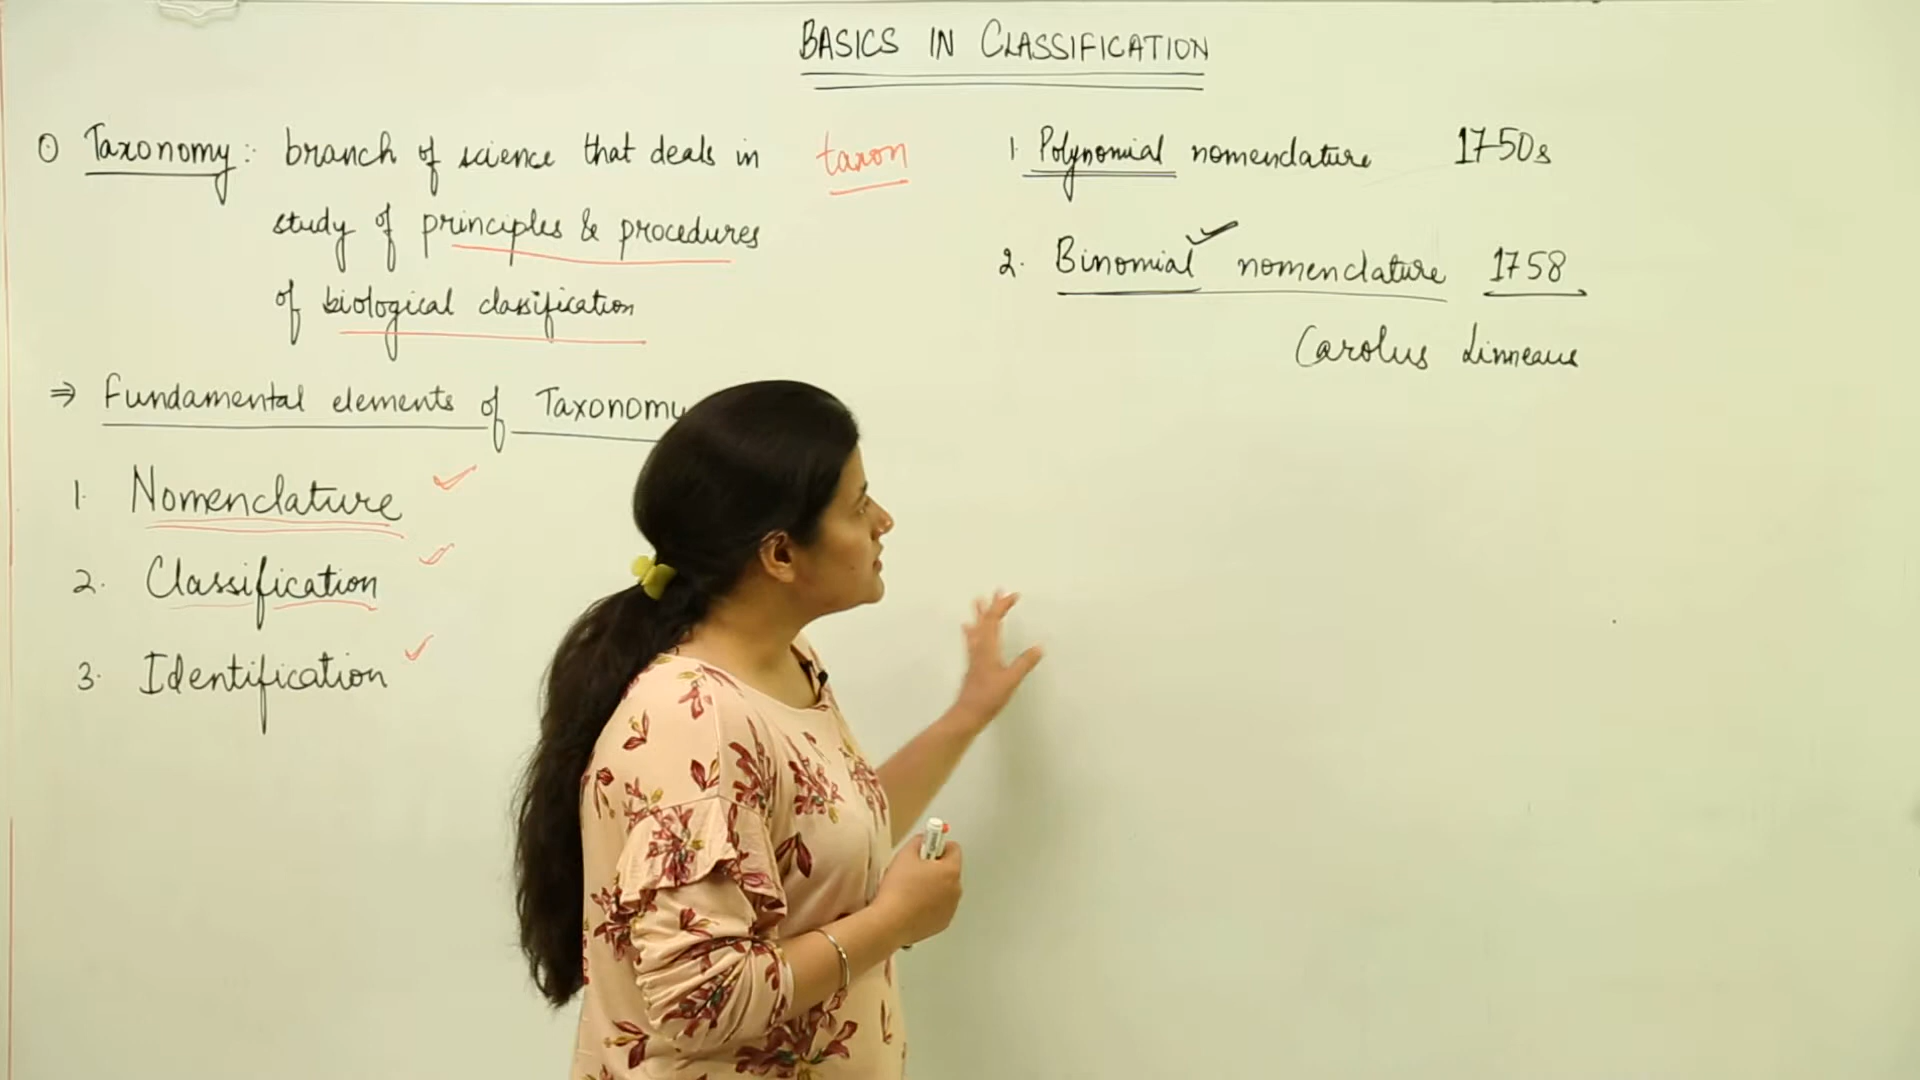 BASICS IN CLASSIFICATION
① Taxonomy: branch of science that deals in taxon
study of principles & procedures
of biological classification
⇒ Fundamental elements of Taxonomy
1. Nomenclature ✓
2. Classification ✓
3. Identification ✓
1. Polynomial nomenclature 1750s
2. Binomial ✓ nomenclature 1758
Carolus Linneaus